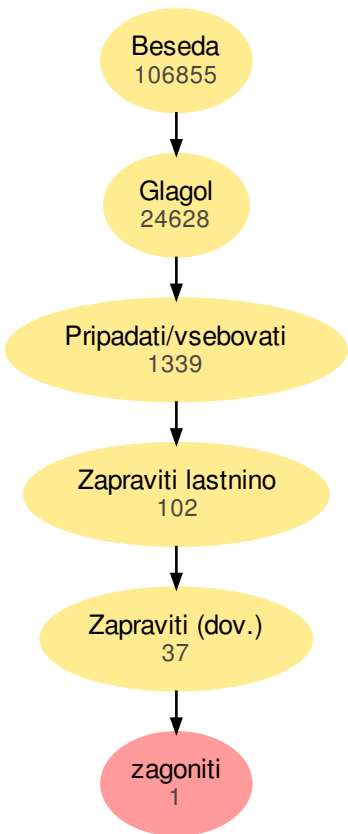 Beseda
106855
Glagol
24628
Pripadati/vsebovati
1339
Zapraviti lastnino
102
Zapraviti (dov.)
37
zagoniti
1